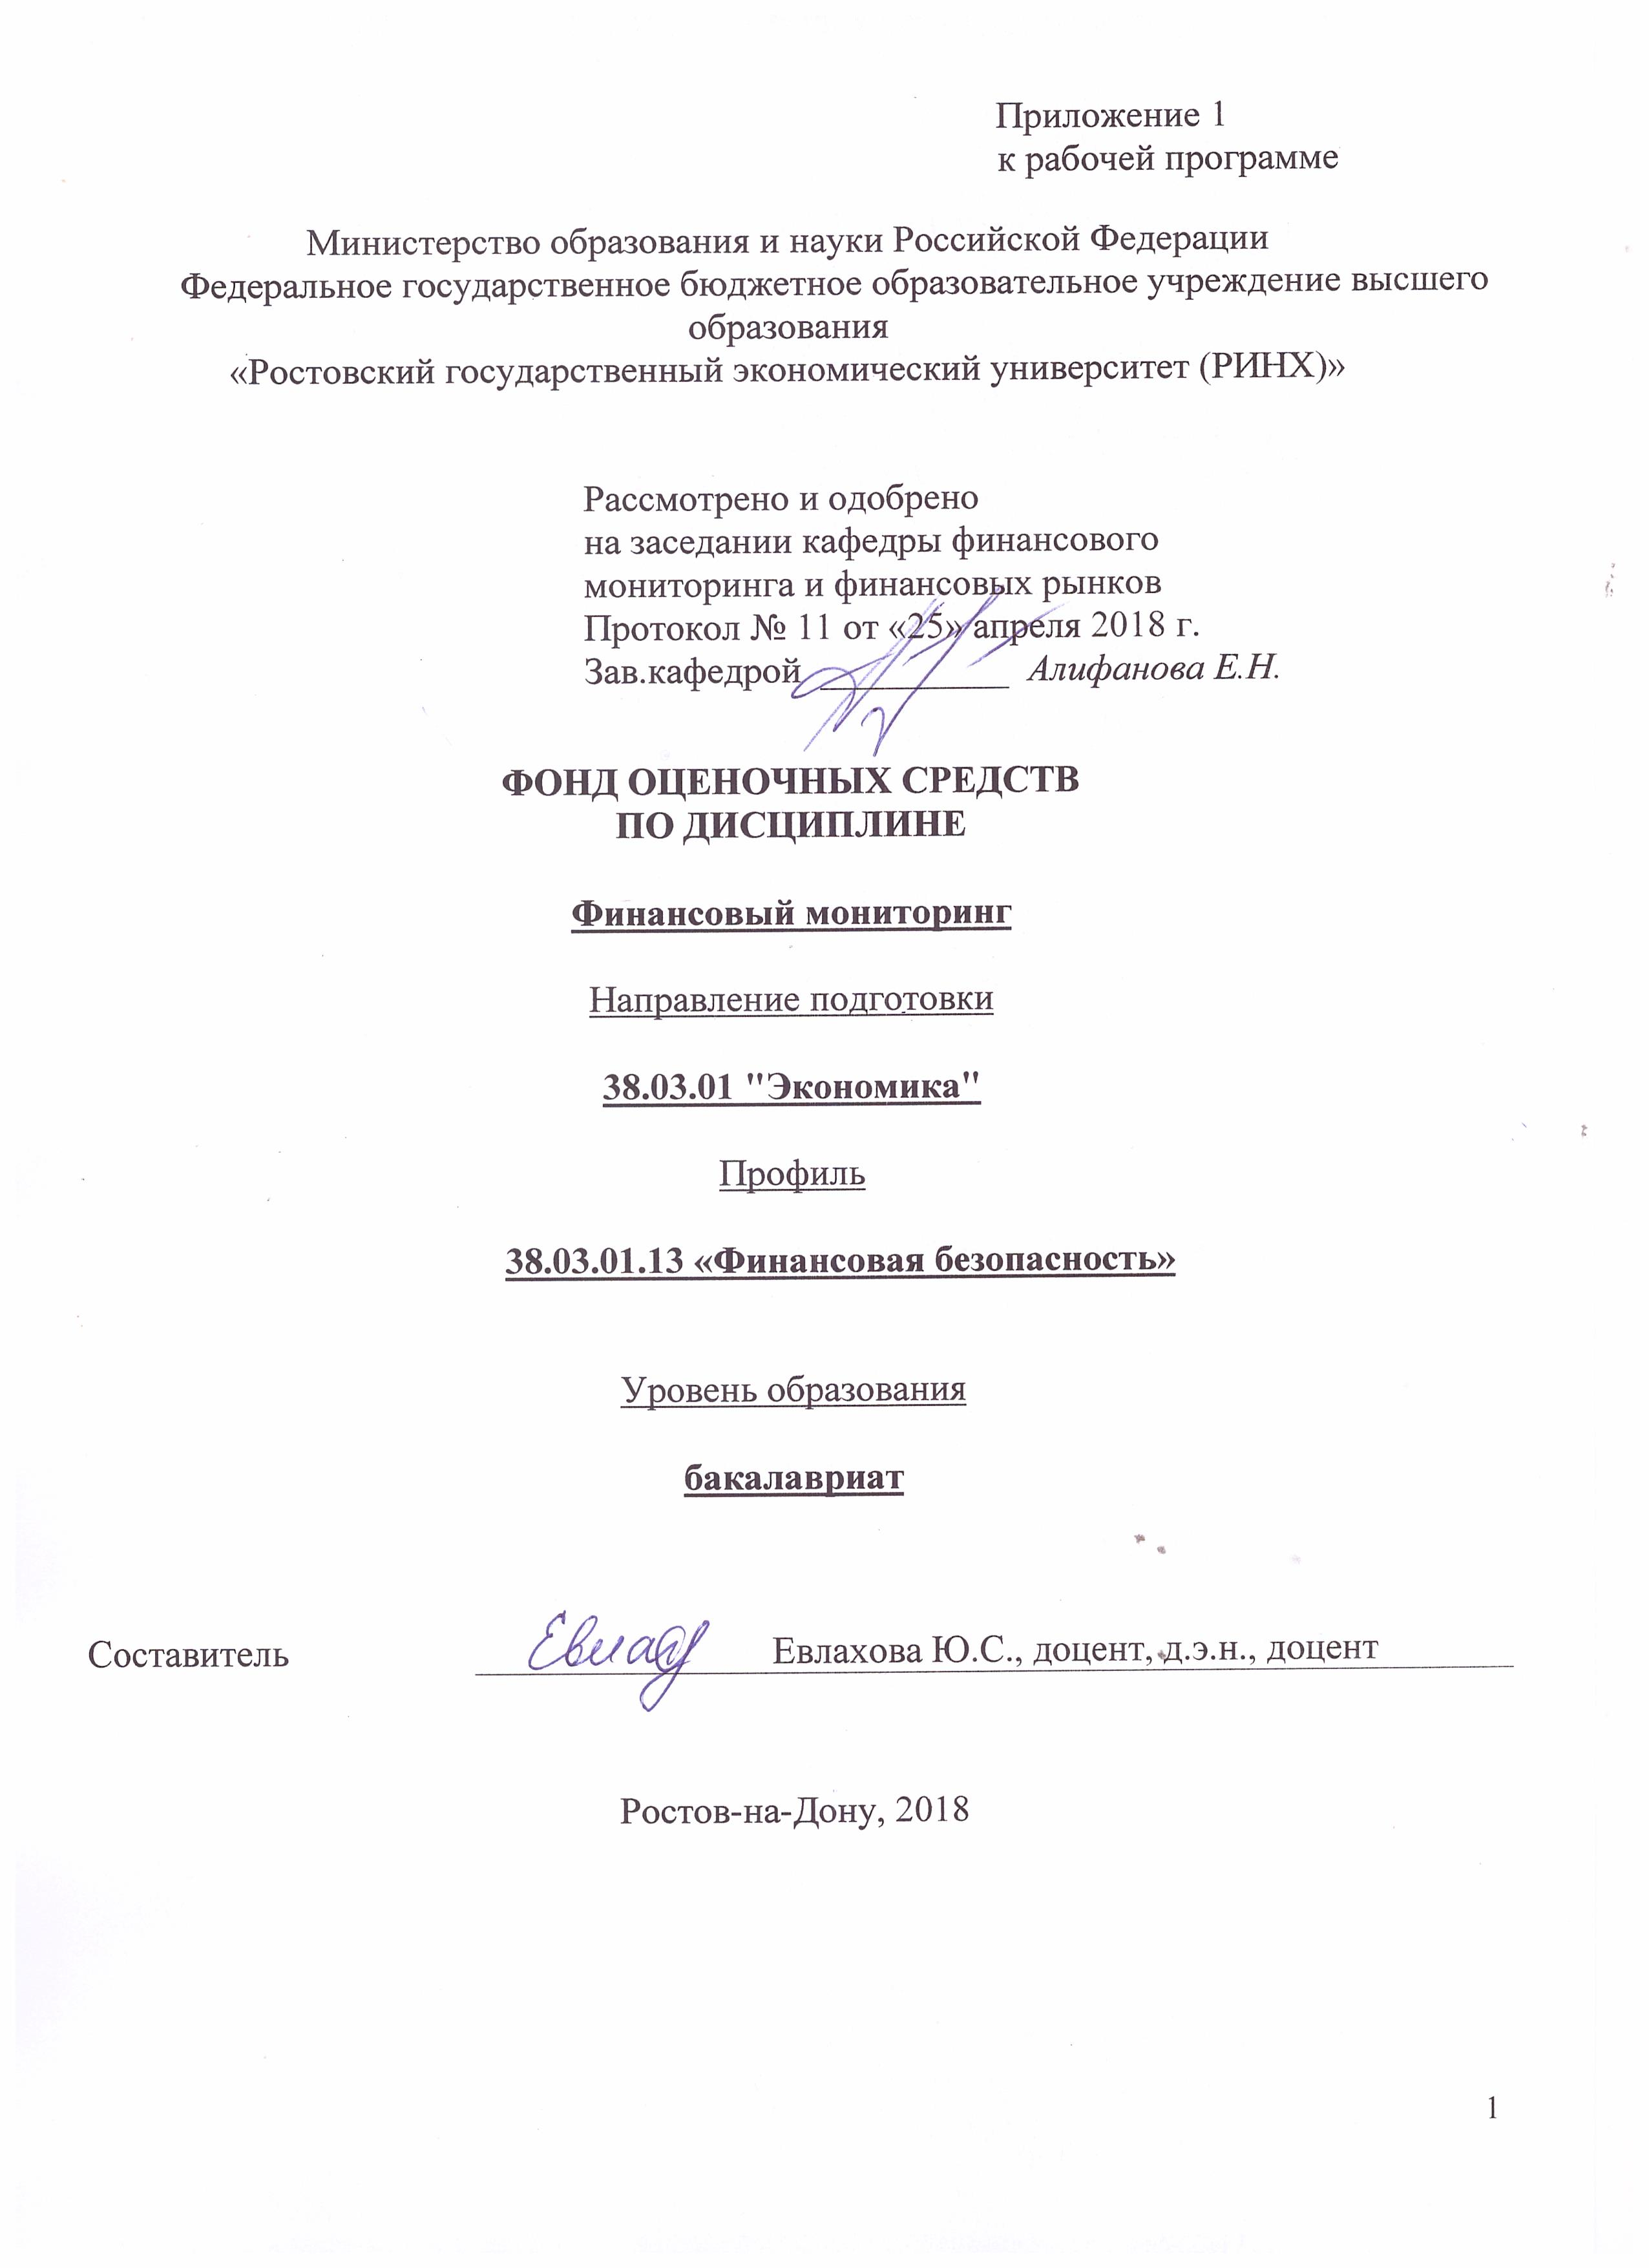 Приложение 1
к рабочей программе
Министерство образования и науки Российской Федерации
Федеральное государственное бюджетное образовательное учреждение высшего
образования
«Ростовский государственный экономический университет (РИНХ)»
Рассмотрено и одобрено
на заседании кафедры финансового
мониторинга и финансовых рынков
Протокол № 11 от «25» апреля 2018 г.
Зав.кафедрой __________ Алифанова Е.Н.
ФОНД ОЦЕНОЧНЫХ СРЕДСТВ
ПО ДИСЦИПЛИНЕ
Финансовый мониторинг
Направление подготовки
38.03.01 "Экономика"
Профиль
38.03.01.13 «Финансовая безопасность»
Уровень образования
бакалавриат
Составитель Евлахова Ю.С., доцент, д.э.н., доцент
Ростов-на-Дону, 2018
1